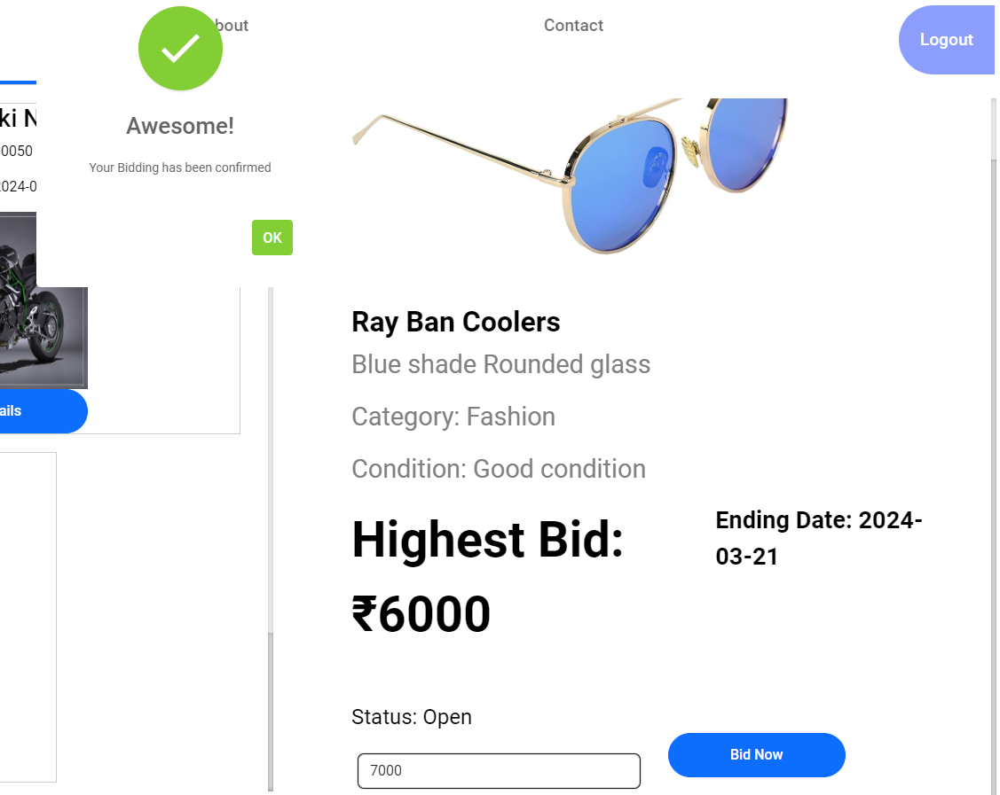 bout
Contact
Logout
Awesome!
Your Bidding has been confirmed
OK
ki N
00050
2024-0
ails
Ray Ban Coolers
Blue shade Rounded glass
Category: Fashion
Condition: Good condition
Highest Bid:
₹6000
Ending Date: 2024-
03-21
Status: Open
7000
Bid Now